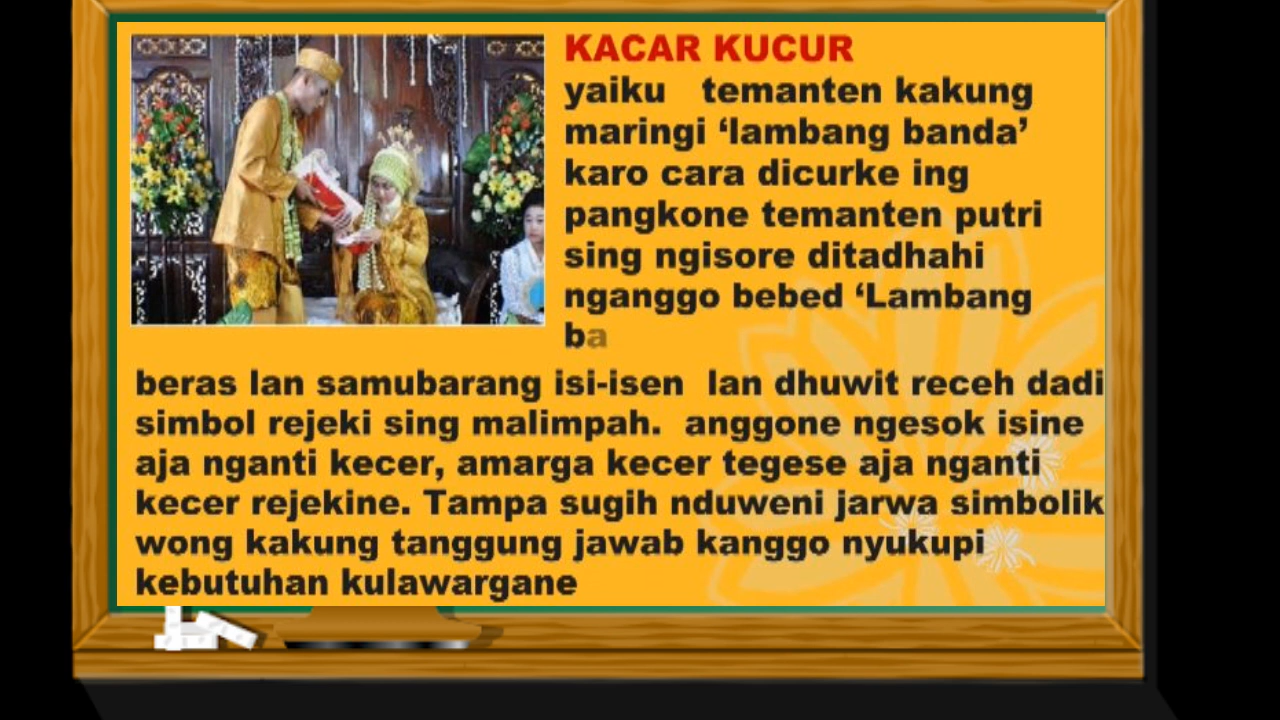 KACAR KUCUR
yaiku temanten kakung
maringi ‘lambang banda’
karo cara dicurke ing
pangkone temanten putri
sing ngisore ditadhahi
nganggo bebed ‘Lambang
ba
beras lan samubarang isi-isen lan dhuwit receh dadi
simbol rejeki sing malimpah. anggone ngesok isine
aja nganti kecer, amarga kecer tegese aja nganti
kecer rejekine. Tampa sugih nduweni jarwa simbolik
wong kakung tanggung jawab kanggo nyukupi
kebutuhan kulawargane